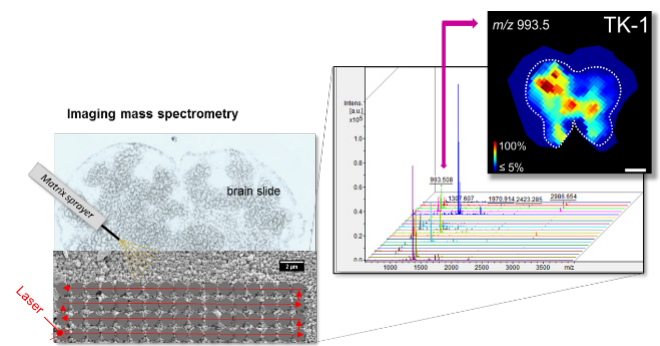 Imaging mass spectrometry
Matrix sprayer
brain slide
2 µm
Laser
m/z 993.5
TK-1
100%
≤ 5%
Intens.
[a.u.]
x10⁵
1.0
0.8
0.6
0.4
0.2
0.0
993.508
1307.607
1970.914 2423.285
2986.654
1000 1500 2000 2500 3000 3500 m/z